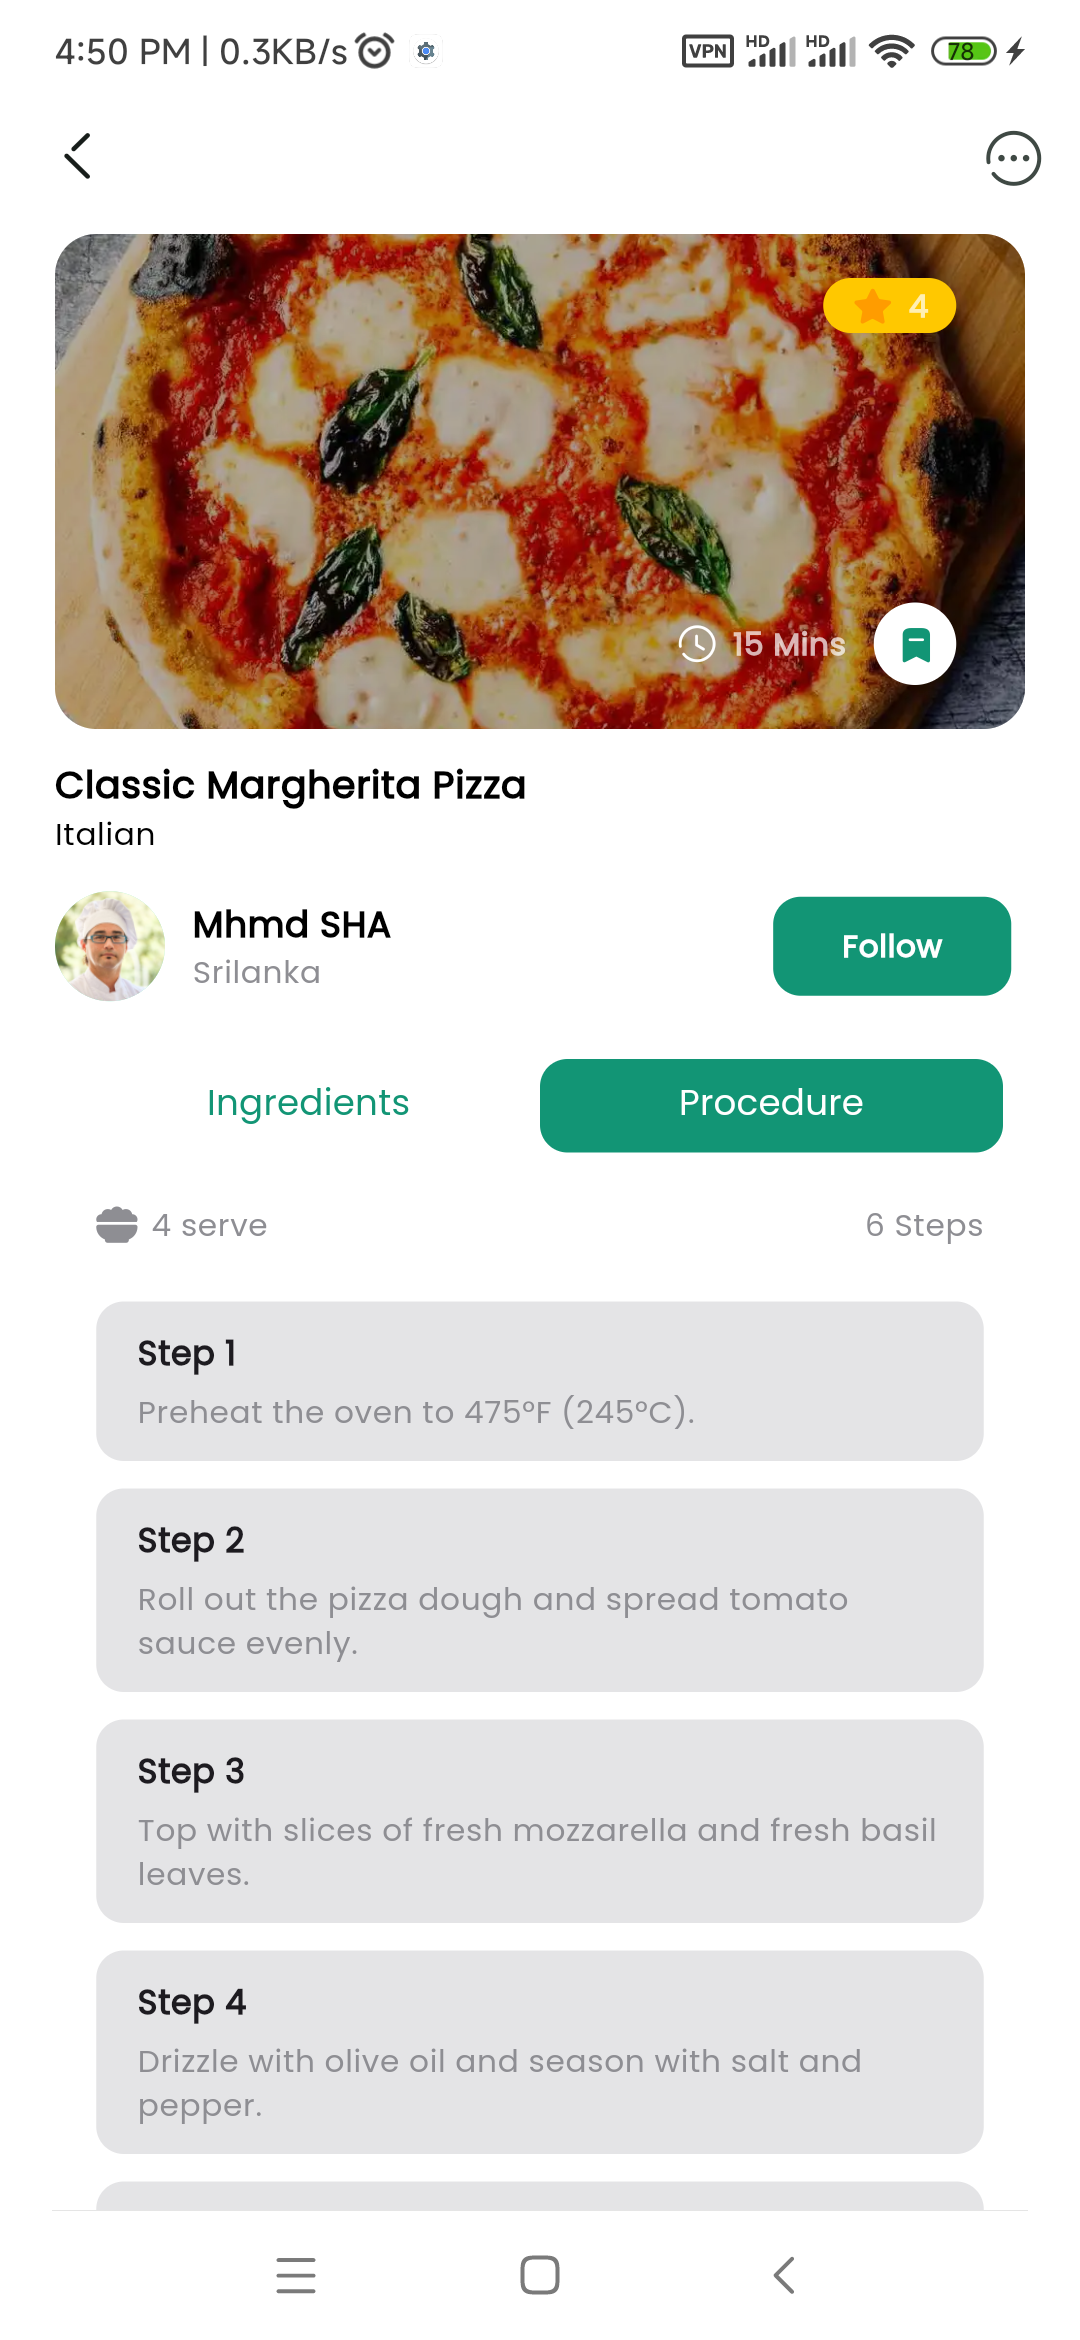 4:50 PM | 0.3KB/s VPN HD HD 78
4
15 Mins
Classic Margherita Pizza
Italian
Mhmd SHA
Srilanka
Follow
Ingredients Procedure
4 serve 6 Steps
Step 1
Preheat the oven to 475°F (245°C).
Step 2
Roll out the pizza dough and spread tomato
sauce evenly.
Step 3
Top with slices of fresh mozzarella and fresh basil
leaves.
Step 4
Drizzle with olive oil and season with salt and
pepper.